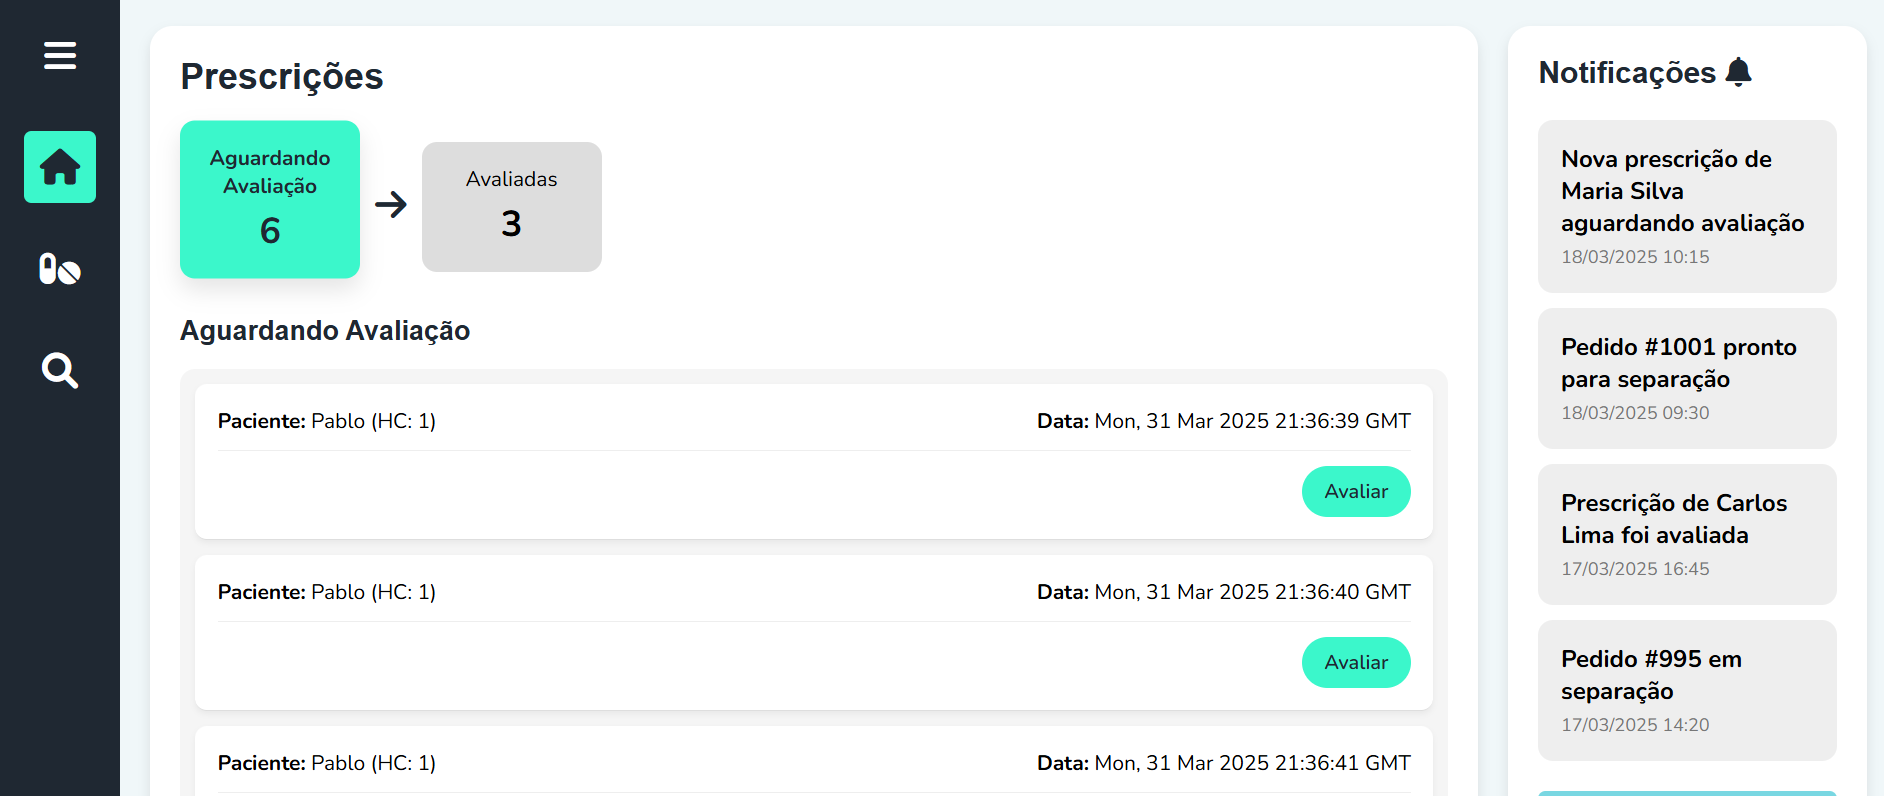 Prescrições
Aguardando
Avaliação
6
Avaliadas
3
Aguardando Avaliação
Paciente: Pablo (HC: 1)
Data: Mon, 31 Mar 2025 21:36:39 GMT
Avaliar
Paciente: Pablo (HC: 1)
Data: Mon, 31 Mar 2025 21:36:40 GMT
Avaliar
Paciente: Pablo (HC: 1)
Data: Mon, 31 Mar 2025 21:36:41 GMT
Notificações
Nova prescrição de
Maria Silva
aguardando avaliação
18/03/2025 10:15
Pedido #1001 pronto
para separação
18/03/2025 09:30
Prescrição de Carlos
Lima foi avaliada
17/03/2025 16:45
Pedido #995 em
separação
17/03/2025 14:20